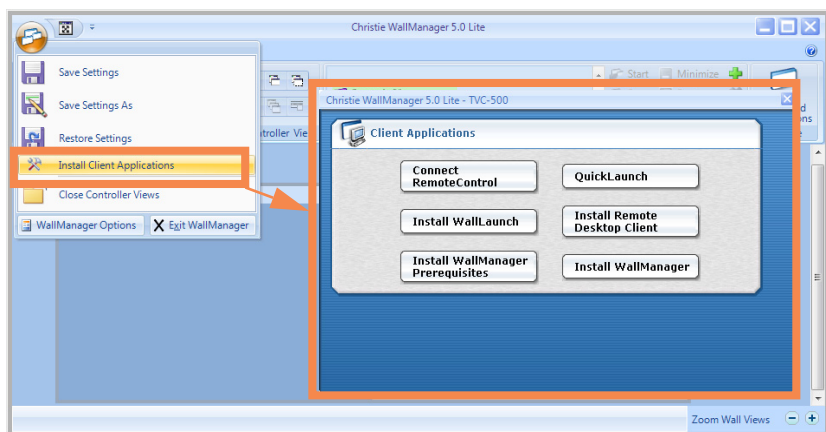 Christie WallManager 5.0 Lite
Save Settings
Save Settings As
Restore Settings
Install Client Applications
Close Controller Views
WallManager Options
Exit WallManager
Start
Minimize
Christie WallManager 5.0 Lite - TVC-500
Client Applications
Connect
RemoteControl
QuickLaunch
Install WallLaunch
Install Remote
Desktop Client
Install WallManager
Prerequisites
Install WallManager
Zoom Wall Views